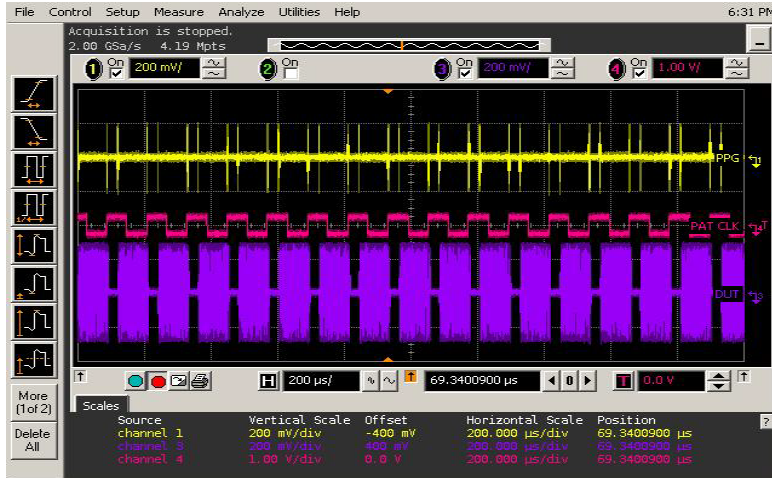 File Control Setup Measure Analyze Utilities Help 6:31 PM
Acquisition is stopped.
2.00 GSa/s 4.19 Mpts
1 On 200 mV/ 2 On 3 On 200 mV/ 4 On 1.00 V/
PPG 1
PAT CLK 4 T
DUT 3
More
(1of 2)
Delete
All
H 200 µs/ T 69.3400900 µs 0 T 0.0 V
Scales
Source Vertical Scale Offset Horizontal Scale Position
channel 1 200 mV/div -400 mV 200.000 µs/div 69.3400900 µs
channel 3 200 mV/div 400 mV 200.000 µs/div 69.3400900 µs
channel 4 1.00 V/div 0.0 V 200.000 µs/div 69.3400900 µs
?